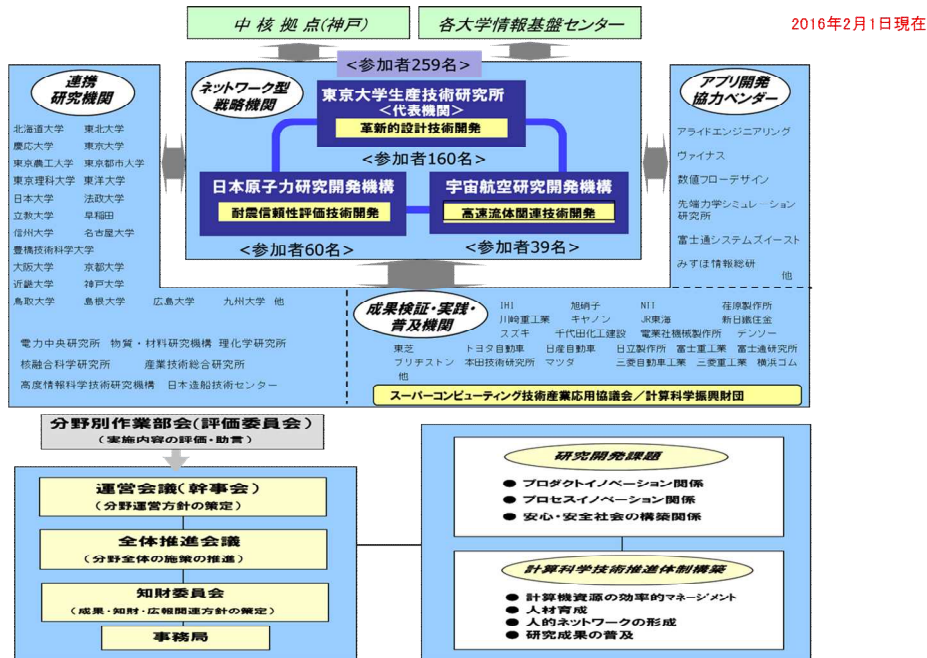 中 核 拠 点(神戸)
各大学情報基盤センター
2016年2月1日現在
連携
研究機関
北海道大学 東北大学
慶応大学 東京大学
東京農工大学 東京都市大学
東京理科大学 東洋大学
日本大学 法政大学
立教大学 早稲田
信州大学 名古屋大学
豊橋技術科学大学
大阪大学 京都大学
近畿大学 神戸大学
鳥取大学 島根大学 広島大学 九州大学 他
電力中央研究所 物質・材料研究機構 理化学研究所
核融合科学研究所 産業技術総合研究所
高度情報科学技術研究機構 日本造船技術センター
ネットワーク型
戦略機関
<参加者259名>
東京大学生産技術研究所
<代表機関>
革新的設計技術開発
<参加者160名>
日本原子力研究開発機構
耐震信頼性評価技術開発
<参加者60名>
宇宙航空研究開発機構
高速流体関連技術開発
<参加者39名>
アプリ開発
協力ベンダー
アライドエンジニアリング
ヴァイナス
数値フローデザイン
先端力学シミュレーション
研究所
富士通システムズイースト
みずほ情報総研
他
成果検証・実践・
普及機関
IHI 旭硝子 NII 荏原製作所
川崎重工業 キヤノン JR東海 新日鐵住金
スズキ 千代田化工建設 電業社機械製作所 デンソー
東芝 トヨタ自動車 日産自動車 日立製作所 富士重工業 富士通研究所
ブリヂストン 本田技術研究所 マツダ 三菱自動車工業 三菱重工業 横浜ゴム
他
スーパーコンピューティング技術産業応用協議会／計算科学振興財団
分野別作業部会(評価委員会)
(実施内容の評価・助言)
運営会議(幹事会)
(分野運営方針の策定)
全体推進会議
(分野全体の施策の推進)
知財委員会
(成果・知財・広報関連方針の策定)
事務局
研究開発課題
● プロダクトイノベーション関係
● プロセスイノベーション関係
● 安心・安全社会の構築関係
計算科学技術推進体制構築
● 計算機資源の効率的マネージメント
● 人材育成
● 人的ネットワークの形成
● 研究成果の普及